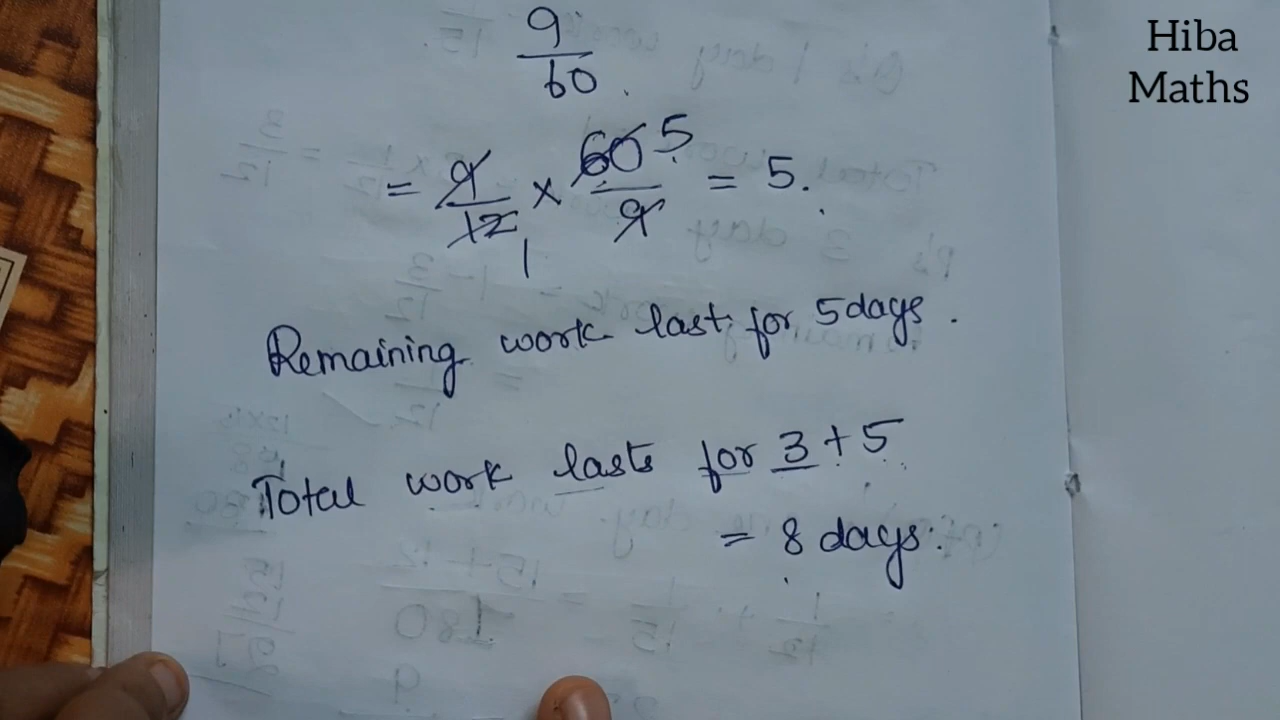 9/60.
= 9/12 × 60/9 5 = 5.
1
Remaining work last for 5 days.
Total work lasts for 3 + 5
= 8 days.
Hiba
Maths